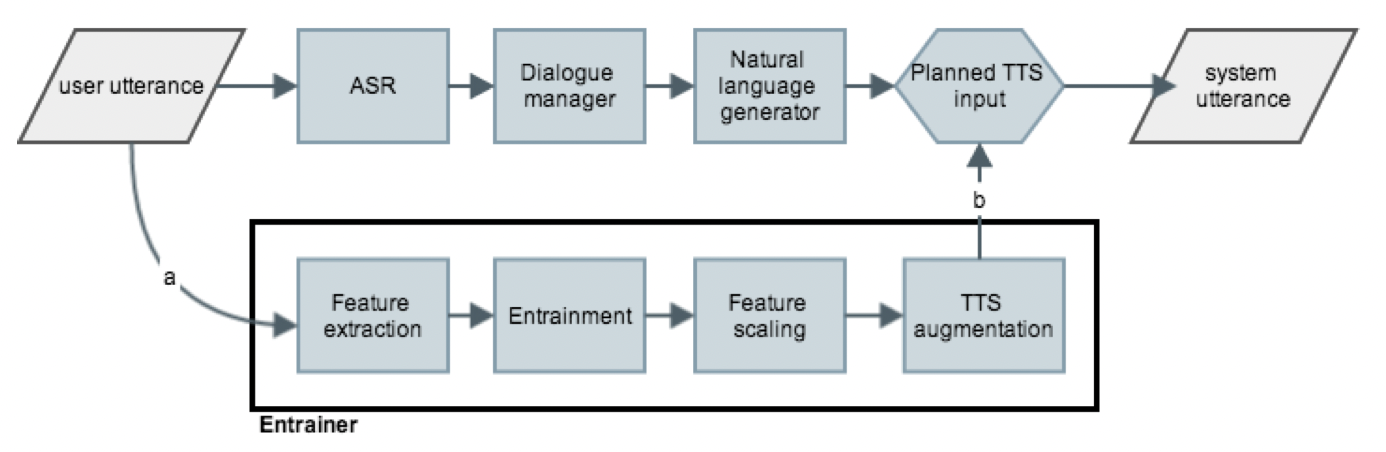 user utterance
ASR
Dialogue
manager
Natural
language
generator
Planned TTS
input
system
utterance
a
b
Feature
extraction
Entrainment
Feature
scaling
TTS
augmentation
Entrainer